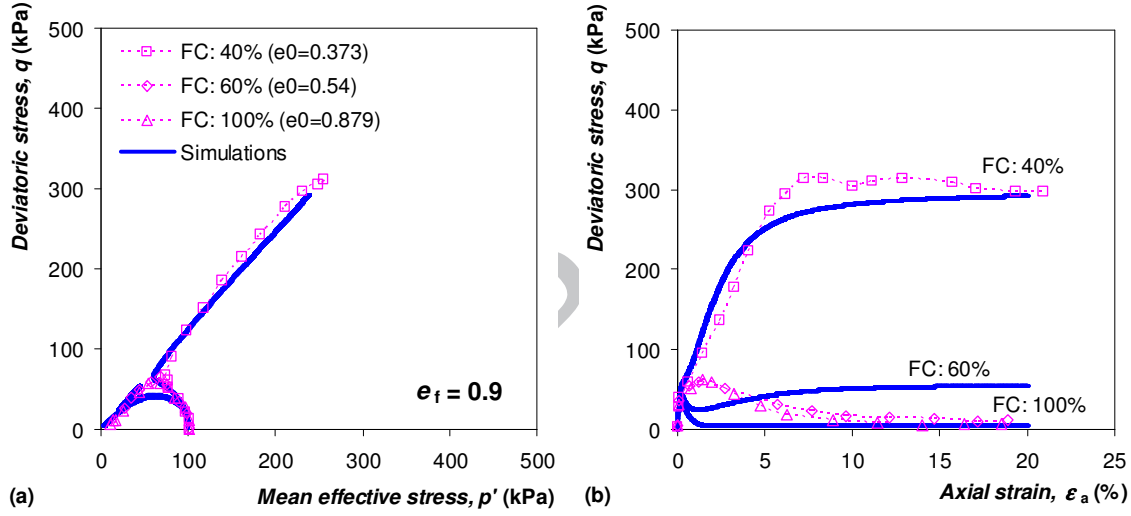 500
400
300
200
100
0
Deviatoric stress, q (kPa)
FC: 40% (e0=0.373)
FC: 60% (e0=0.54)
FC: 100% (e0=0.879)
Simulations
e f = 0.9
0 100 200 300 400 500
(a)
Mean effective stress, p' (kPa)
500
400
300
200
100
0
Deviatoric stress, q (kPa)
FC: 40%
FC: 60%
FC: 100%
0 5 10 15 20 25
(b)
Axial strain, ε a (%)